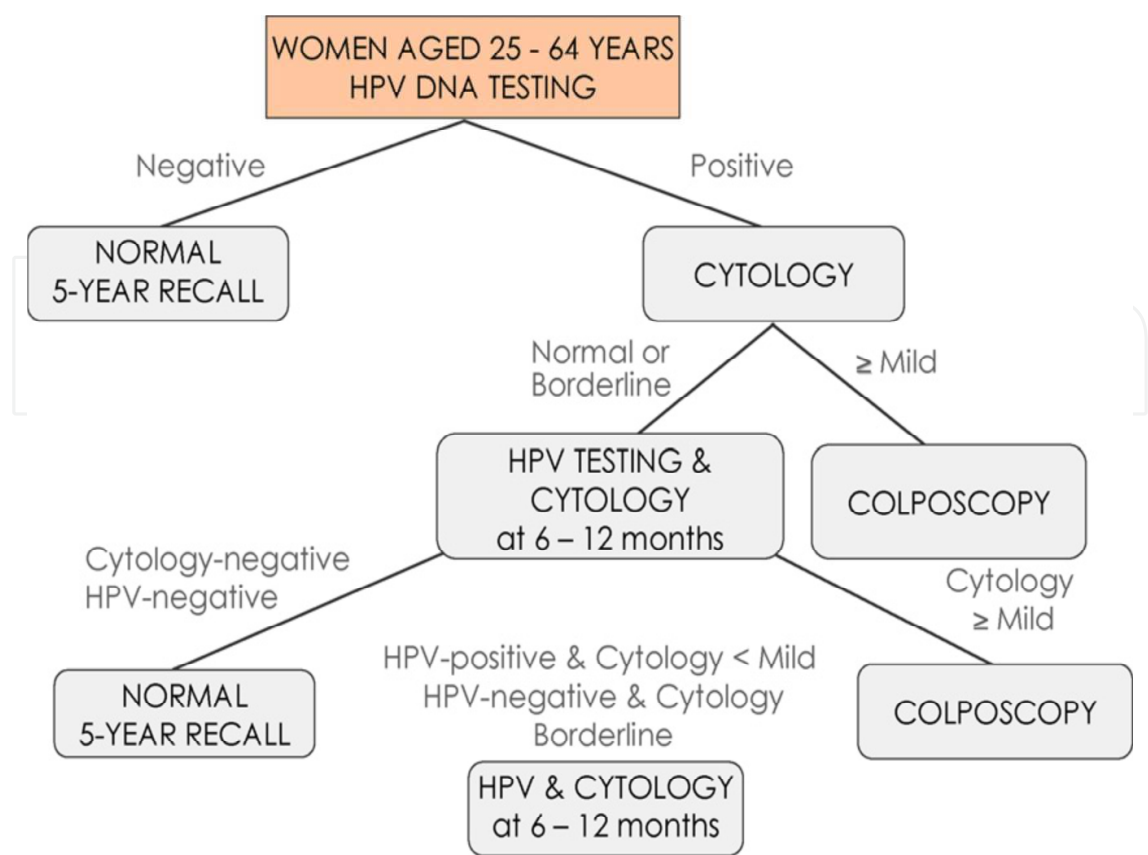 WOMEN AGED 25 - 64 YEARS
HPV DNA TESTING
Negative
Positive
NORMAL
5-YEAR RECALL
CYTOLOGY
Normal or
Borderline
≥ Mild
HPV TESTING &
CYTOLOGY
at 6 – 12 months
COLPOSCOPY
Cytology-negative
HPV-negative
Cytology
≥ Mild
HPV-positive & Cytology < Mild
HPV-negative & Cytology
Borderline
NORMAL
5-YEAR RECALL
COLPOSCOPY
HPV & CYTOLOGY
at 6 – 12 months